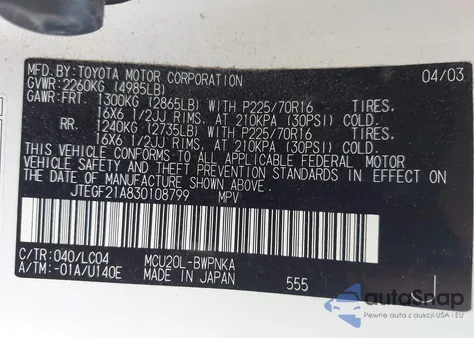 MFD.BY:TOYOTA MOTOR CORPORATION 04/03
GVWR:2260KG (4985LB)
GAWR:FRT. 1300KG (2865LB) WITH P225/70R16 TIRES,
16X6 1/2JJ RIMS, AT 210KPA (30PSI) COLD.
RR. 1240KG (2735LB) WITH P225/70R16 TIRES,
16X6 1/2JJ RIMS, AT 210KPA (30PSI) COLD.
THIS VEHICLE CONFORMS TO ALL APPLICABLE FEDERAL MOTOR
VEHICLE SAFETY AND THEFT PREVENTION STANDARDS IN EFFECT ON
THE DATE OF MANUFACTURE SHOWN ABOVE.
JTEGF21A830108799 MPV
C/TR:040/LC04 MCU20L-BWPNKA
A/TM:-01A/U140E MADE IN JAPAN 555
autoSnap
Pewne auta z aukcji USA i EU